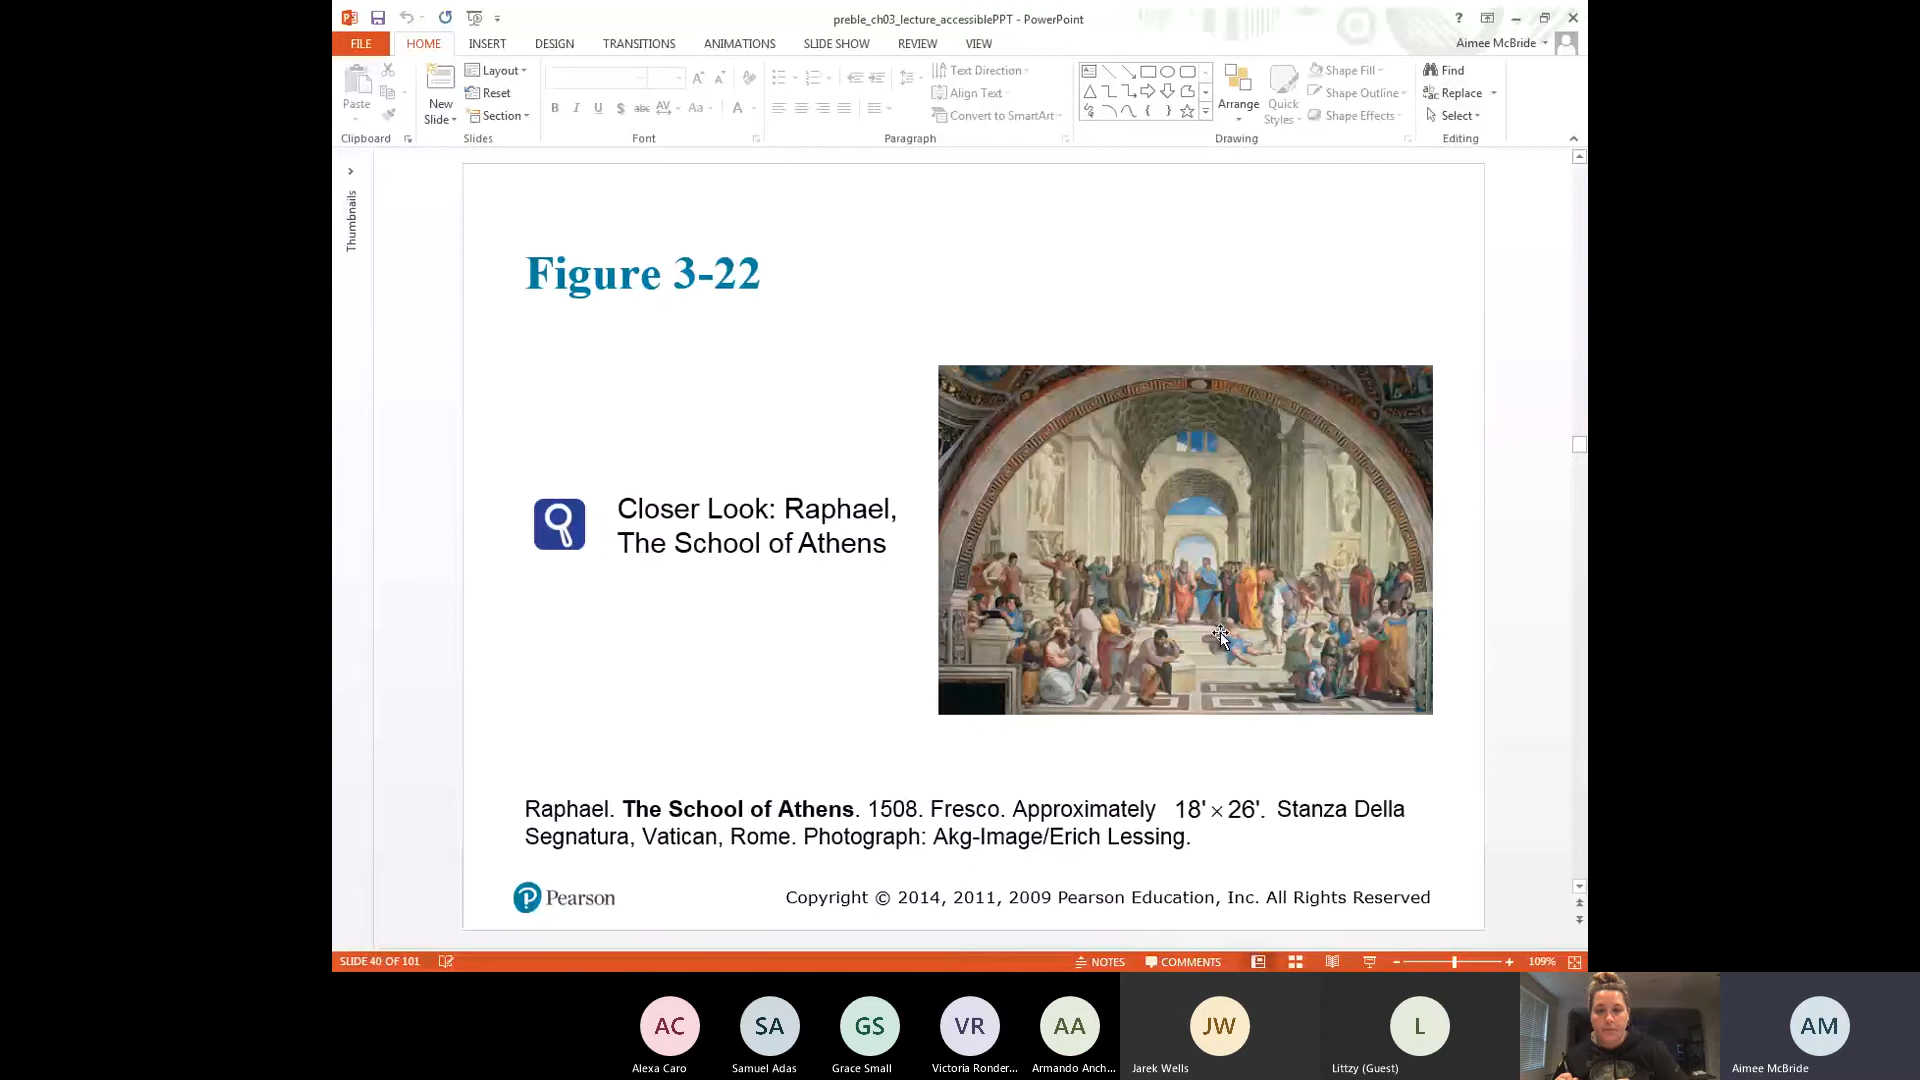 preble_ch03_lecture_accessiblePPT - PowerPoint
FILE HOME INSERT DESIGN TRANSITIONS ANIMATIONS SLIDE SHOW REVIEW VIEW Aimee McBride
Paste
Clipboard
New Slide
Layout
Reset
Section
Slides
B I U S abc AV Aa A
Font
Text Direction
Align Text
Convert to SmartArt
Paragraph
Arrange
Quick Styles
Shape Fill
Shape Outline
Shape Effects
Drawing
Find
Replace
Select
Editing
Thumbnails
Figure 3-22
Closer Look: Raphael,
The School of Athens
Raphael. The School of Athens. 1508. Fresco. Approximately 18' × 26'. Stanza Della
Segnatura, Vatican, Rome. Photograph: Akg-Image/Erich Lessing.
Pearson
Copyright © 2014, 2011, 2009 Pearson Education, Inc. All Rights Reserved
SLIDE 40 OF 101 NOTES COMMENTS 109%
AC SA GS VR AA JW L AM
Alexa Caro Samuel Adas Grace Small Victoria Ronder... Armando Anch... Jarek Wells Littzy (Guest) Aimee McBride